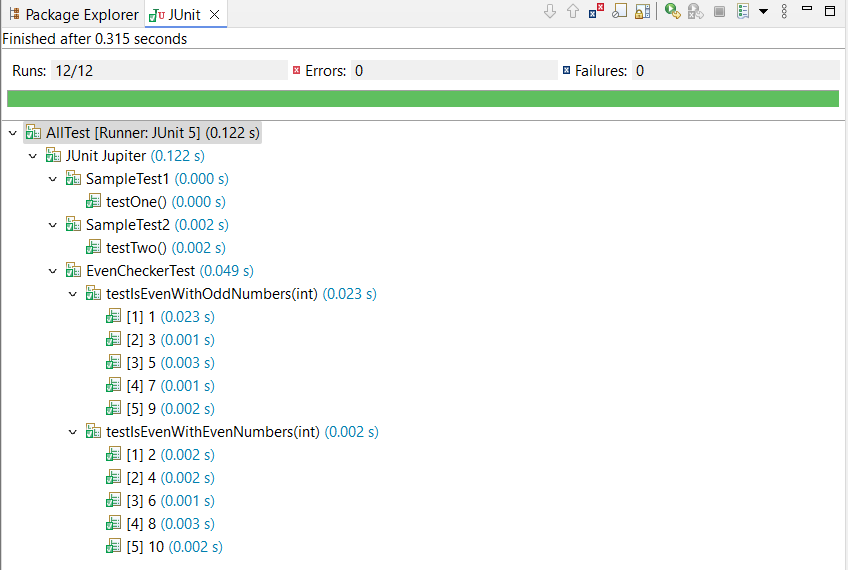 Package Explorer JUnit
Finished after 0.315 seconds
Runs: 12/12 Errors: 0 Failures: 0
AllTest [Runner: JUnit 5] (0.122 s)
JUnit Jupiter (0.122 s)
SampleTest1 (0.000 s)
testOne() (0.000 s)
SampleTest2 (0.002 s)
testTwo() (0.002 s)
EvenCheckerTest (0.049 s)
testIsEvenWithOddNumbers(int) (0.023 s)
[1] 1 (0.023 s)
[2] 3 (0.001 s)
[3] 5 (0.003 s)
[4] 7 (0.001 s)
[5] 9 (0.002 s)
testIsEvenWithEvenNumbers(int) (0.002 s)
[1] 2 (0.002 s)
[2] 4 (0.002 s)
[3] 6 (0.001 s)
[4] 8 (0.003 s)
[5] 10 (0.002 s)